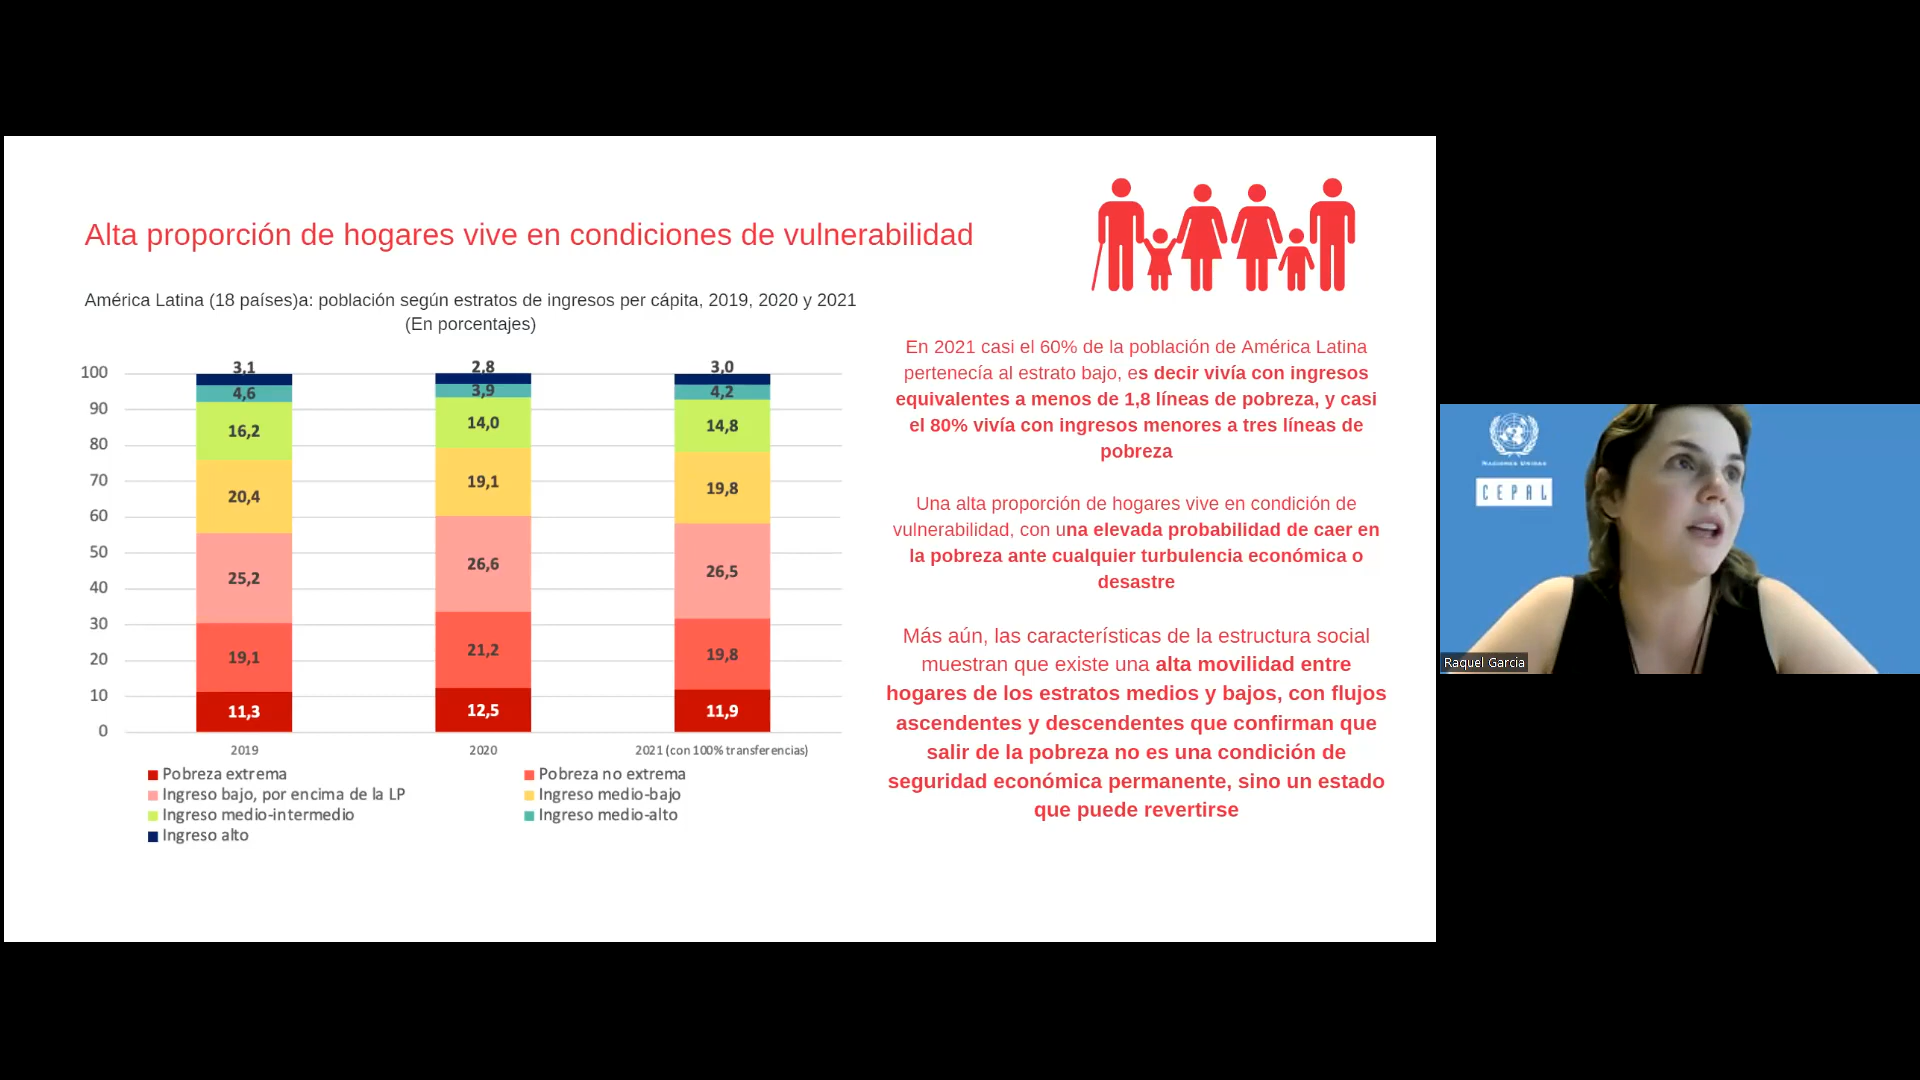 Alta proporción de hogares vive en condiciones de vulnerabilidad
América Latina (18 países)a: población según estratos de ingresos per cápita, 2019, 2020 y 2021
(En porcentajes)
100
90
80
70
60
50
40
30
20
10
0
3,1
4,6
16,2
20,4
25,2
19,1
11,3
2,8
3,9
14,0
19,1
26,6
21,2
12,5
3,0
4,2
14,8
19,8
26,5
19,8
11,9
2019
2020
2021 (con 100% transferencias)
Pobreza extrema
Pobreza no extrema
Ingreso bajo, por encima de la LP
Ingreso medio-bajo
Ingreso medio-intermedio
Ingreso medio-alto
Ingreso alto
En 2021 casi el 60% de la población de América Latina
pertenecía al estrato bajo, es decir vivía con ingresos
equivalentes a menos de 1,8 líneas de pobreza, y casi
el 80% vivía con ingresos menores a tres líneas de
pobreza
Una alta proporción de hogares vive en condición de
vulnerabilidad, con una elevada probabilidad de caer en
la pobreza ante cualquier turbulencia económica o
desastre
Más aún, las características de la estructura social
muestran que existe una alta movilidad entre
hogares de los estratos medios y bajos, con flujos
ascendentes y descendentes que confirman que
salir de la pobreza no es una condición de
seguridad económica permanente, sino un estado
que puede revertirse
NACIONES UNIDAS
CEPAL
Raquel Garcia